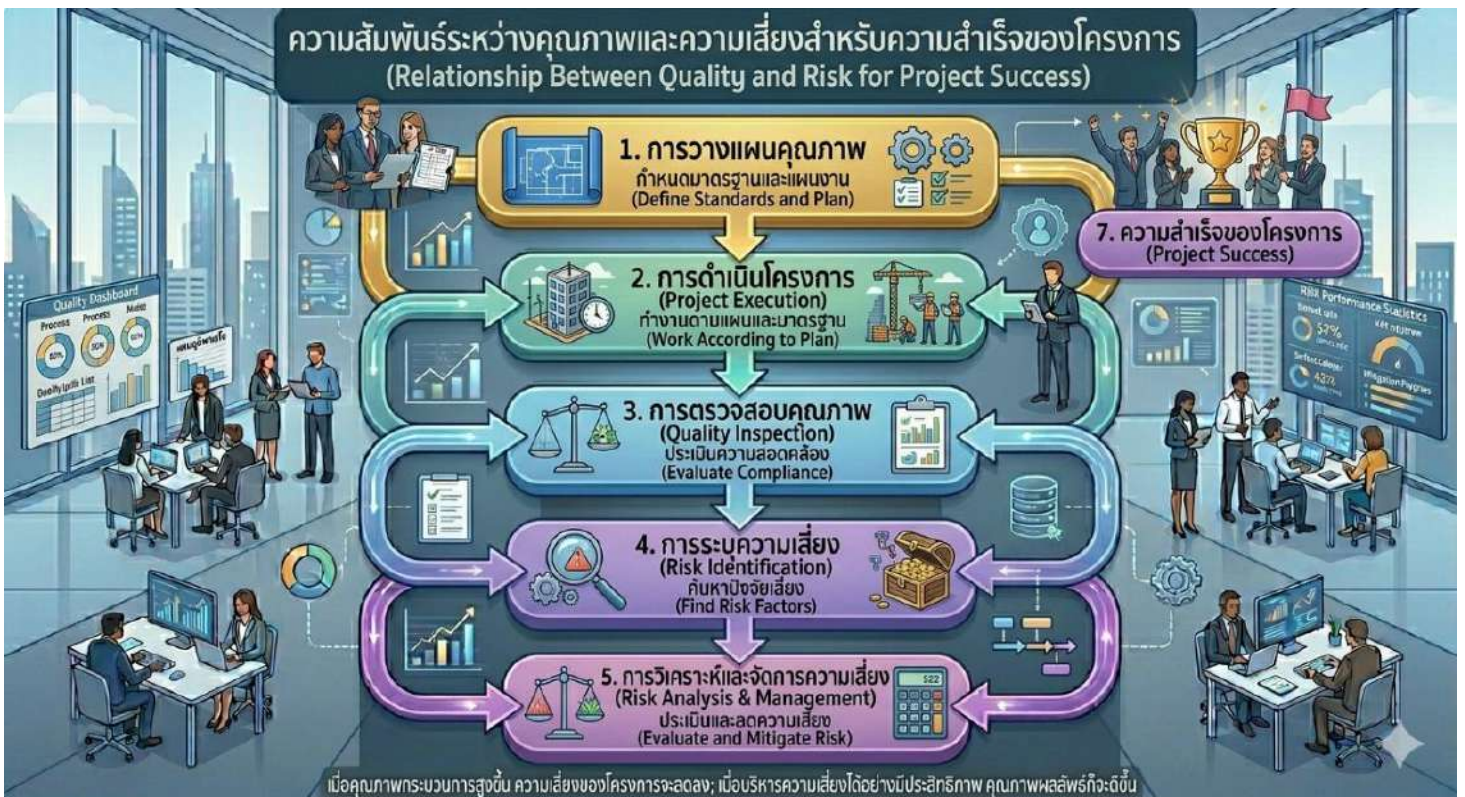 ความสัมพันธ์ระหว่างคุณภาพและความเสี่ยงสำหรับความสำเร็จของโครงการ
(Relationship Between Quality and Risk for Project Success)
1. การวางแผนคุณภาพ
กำหนดมาตรฐานและแผนงาน
(Define Standards and Plan)
7. ความสำเร็จของโครงการ
(Project Success)
2. การดำเนินโครงการ
(Project Execution)
ทำงานตามแผนและมาตรฐาน
(Work According to Plan)
Quality Dashboard
Process
Process
Risk Performance Statistics
3. การตรวจสอบคุณภาพ
(Quality Inspection)
ประเมินความสอดคล้อง
(Evaluate Compliance)
4. การระบุความเสี่ยง
(Risk Identification)
ค้นหาปัจจัยเสี่ยง
(Find Risk Factors)
5. การวิเคราะห์และจัดการความเสี่ยง
(Risk Analysis & Management)
ประเมินและลดความเสี่ยง
(Evaluate and Mitigate Risk)
522
เมื่อคุณภาพกระบวนการสูงขึ้น ความเสี่ยงของโครงการจะลดลง; เมื่อบริหารความเสี่ยงได้อย่างมีประสิทธิภาพ คุณภาพผลลัพธ์ก็จะดีขึ้น